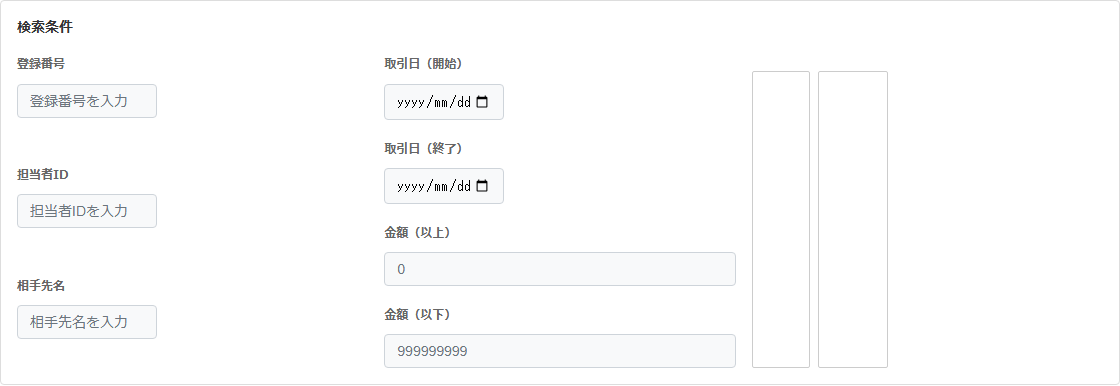 検索条件
登録番号
登録番号を入力
担当者ID
担当者IDを入力
相手先名
相手先名を入力
取引日（開始）
yyyy/mm/dd
取引日（終了）
yyyy/mm/dd
金額（以上）
0
金額（以下）
999999999